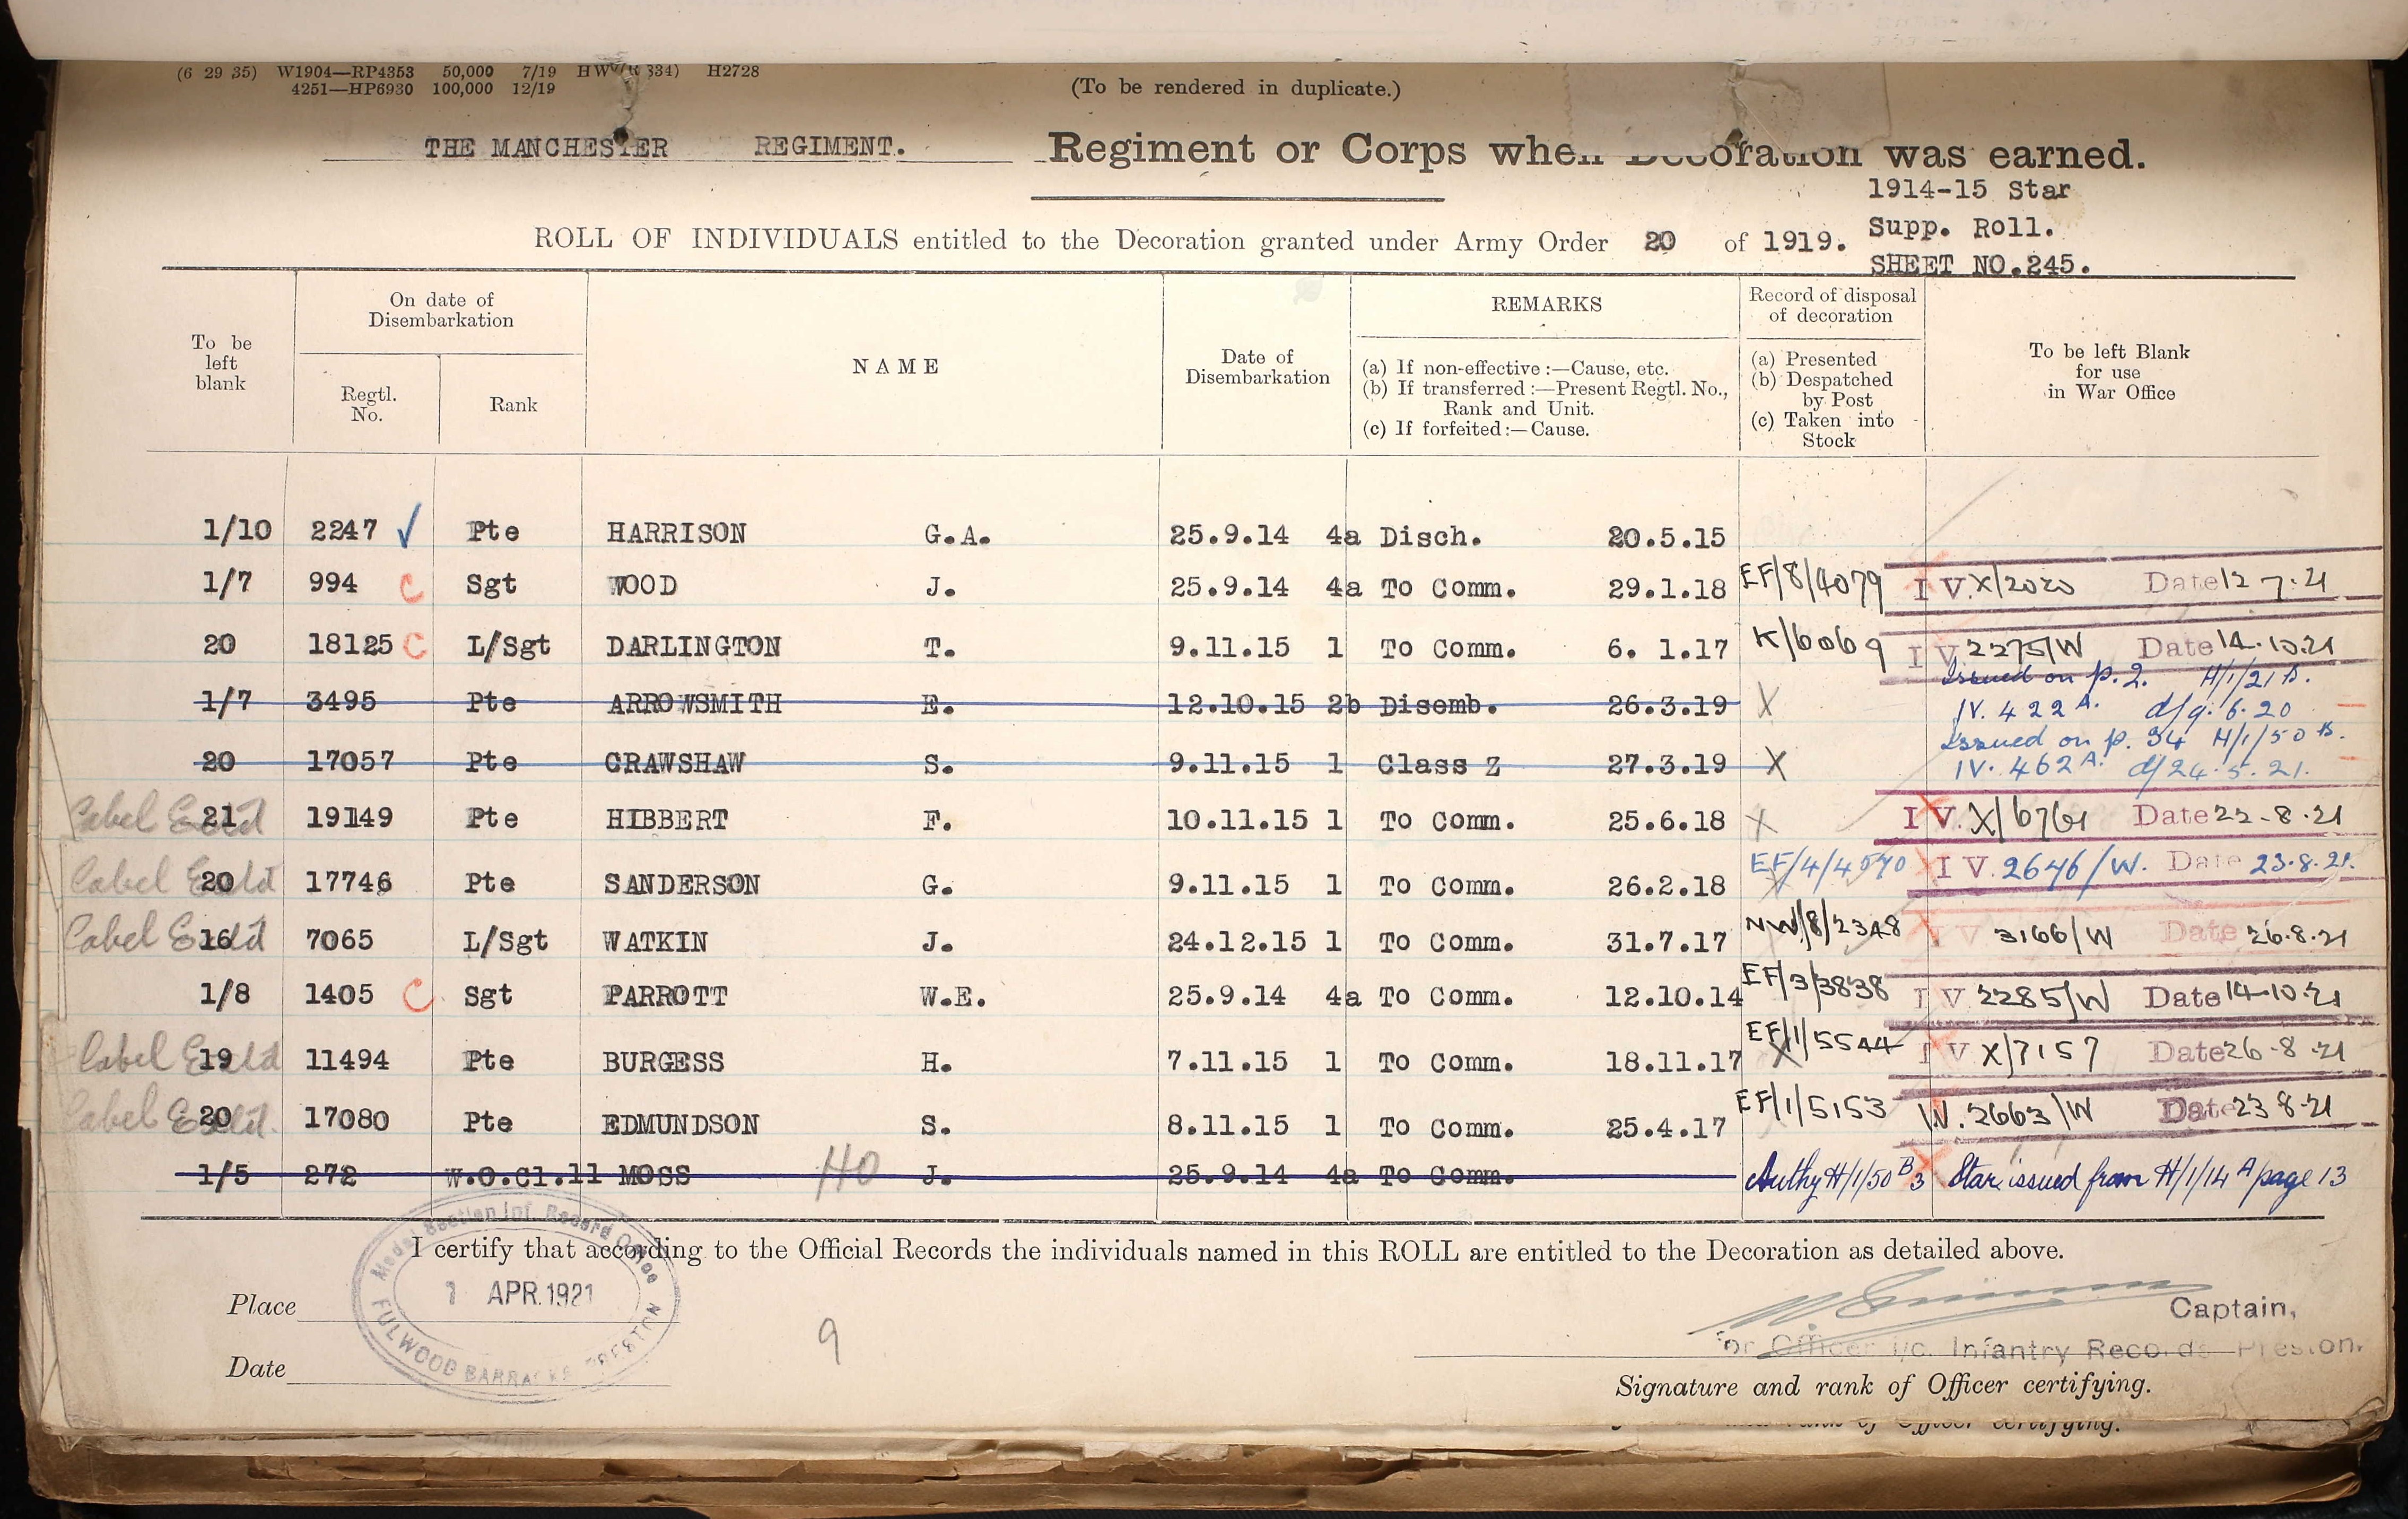 (6 29 35) W1904—RP4353 50,000 7/19 H2728
4251—HP6930 100,000 12/19
(To be rendered in duplicate.)
THE MANCHESTER REGIMENT. Regiment or Corps when Decoration was earned.
1914-15 Star
Supp. Roll.
SHEET NO.245.
ROLL OF INDIVIDUALS entitled to the Decoration granted under Army Order 20 of 1919.
To be left blank
On date of Disembarkation
Regtl. No.
Rank
NAME
Date of Disembarkation
REMARKS
(a) If non-effective :—Cause, etc.
(b) If transferred :—Present Regtl. No., Rank and Unit.
(c) If forfeited :—Cause.
Record of disposal of decoration
(a) Presented
(b) Despatched by Post
(c) Taken into Stock
To be left Blank for use in War Office
1/10 2247 ✓ Pte HARRISON G.A. 25.9.14 4a Disch. 20.5.15
1/7 994 C Sgt WOOD J. 25.9.14 4a To Comm. 29.1.18 EF/8/4079 I V. X/2020 Date 12 7.21
20 18125 C L/Sgt DARLINGTON T. 9.11.15 1 To Comm. 6. 1.17 K/6069 I V. 2275/W Date 14.10.21
1/7 3495 Pte ARROWSMITH E. 12.10.15 2b Disemb. 26.3.19 X Issued on p. 2. H/1/21 B.
IV. 422 A. d/9.6.20
20 17057 Pte CRAWSHAW S. 9.11.15 1 Class Z 27.3.19 X Issued on p. 34 H/1/50 B.
IV. 462 A. d/24.5.21.
Label 21 19149 Pte HIBBERT F. 10.11.15 1 To Comm. 25.6.18 X I V. X/6761 Date 22-8.21
Label 20 17746 Pte SANDERSON G. 9.11.15 1 To Comm. 26.2.18 EF/4/4570 I V. 2646/W. Date 23.8.21.
Label 16 7065 L/Sgt WATKIN J. 24.12.15 1 To Comm. 31.7.17 NW/8/2348 I V 3166/W Date 26.8.21
1/8 1405 C Sgt PARROTT W.E. 25.9.14 4a To Comm. 12.10.14 EF/3/3838 I V 2285/W Date 14-10.21
Label 19 11494 Pte BURGESS H. 7.11.15 1 To Comm. 18.11.17 EF/1/5544 I V X/7157 Date 26-8.21
Label 20 17080 Pte EDMUNDSON S. 8.11.15 1 To Comm. 25.4.17 EF/1/5153 IV. 2663/W Date 23 8.21
1/5 272 W.O.Cl.11 MOSS HO J. 25.9.14 4a To Comm. Authy H/1/50 B 3 Star issued from H/1/14 A page 13
I certify that according to the Official Records the individuals named in this ROLL are entitled to the Decoration as detailed above.
Medal Section Inf. Record Office
1 APR. 1921
FULWOOD BARRACKS PRESTON
Place
Date
9
Captain,
for Officer i/c. Infantry Records Preston.
Signature and rank of Officer certifying.
Officer certifying.